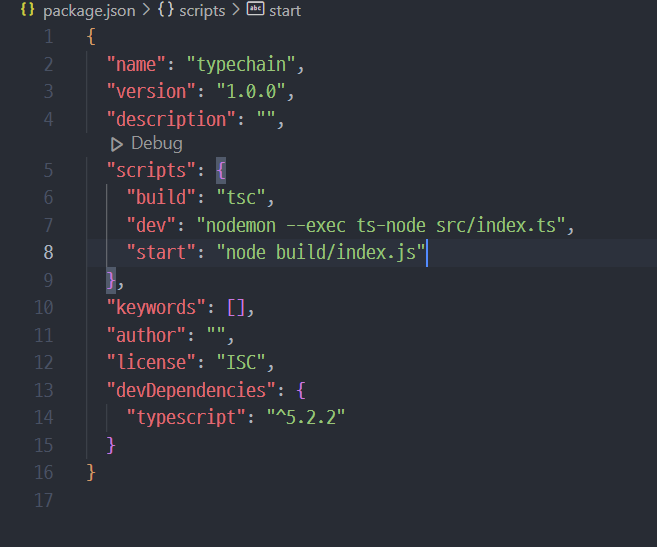 {} package.json > {} scripts > abc start
1 {
2 "name": "typechain",
3 "version": "1.0.0",
4 "description": "",
Debug
5 "scripts": {
6 "build": "tsc",
7 "dev": "nodemon --exec ts-node src/index.ts",
8 "start": "node build/index.js"
9 },
10 "keywords": [],
11 "author": "",
12 "license": "ISC",
13 "devDependencies": {
14 "typescript": "^5.2.2"
15 }
16 }
17